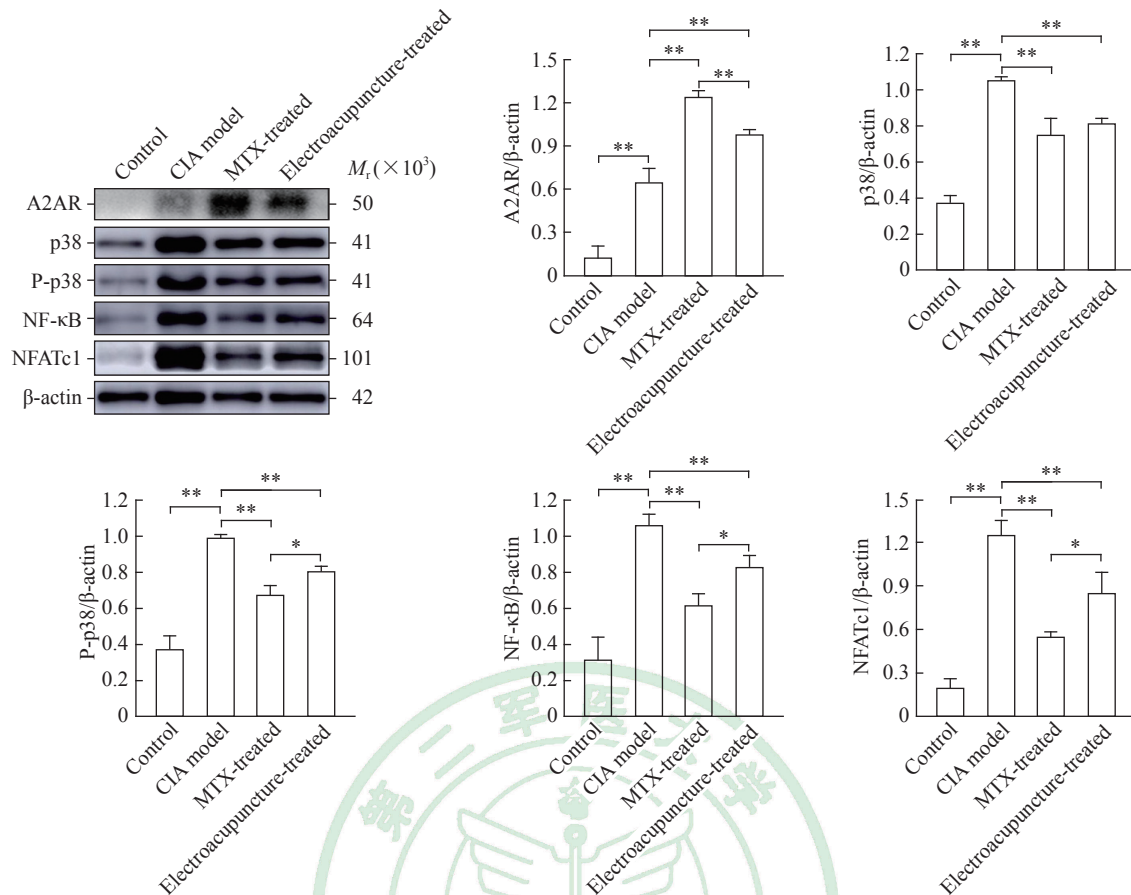 Control
CIA model
MTX-treated
Electroacupuncture-treated
Mr (×10³)
A2AR 50
p38 41
P-p38 41
NF-κB 64
NFATc1 101
β-actin 42
A2AR/β-actin
1.5
1.2
0.9
0.6
0.3
0
**
**
**
**
Control
CIA model
MTX-treated
Electroacupuncture-treated
p38/β-actin
1.2
1.0
0.8
0.6
0.4
0.2
0
**
**
**
Control
CIA model
MTX-treated
Electroacupuncture-treated
P-p38/β-actin
1.2
1.0
0.8
0.6
0.4
0.2
0
**
**
**
*
Control
CIA model
MTX-treated
Electroacupuncture-treated
NF-κB/β-actin
1.2
1.0
0.8
0.6
0.4
0.2
0
**
**
**
*
Control
CIA model
MTX-treated
Electroacupuncture-treated
NFATc1/β-actin
1.5
1.2
0.9
0.6
0.3
0
**
**
**
*
Control
CIA model
MTX-treated
Electroacupuncture-treated
第二军医大学